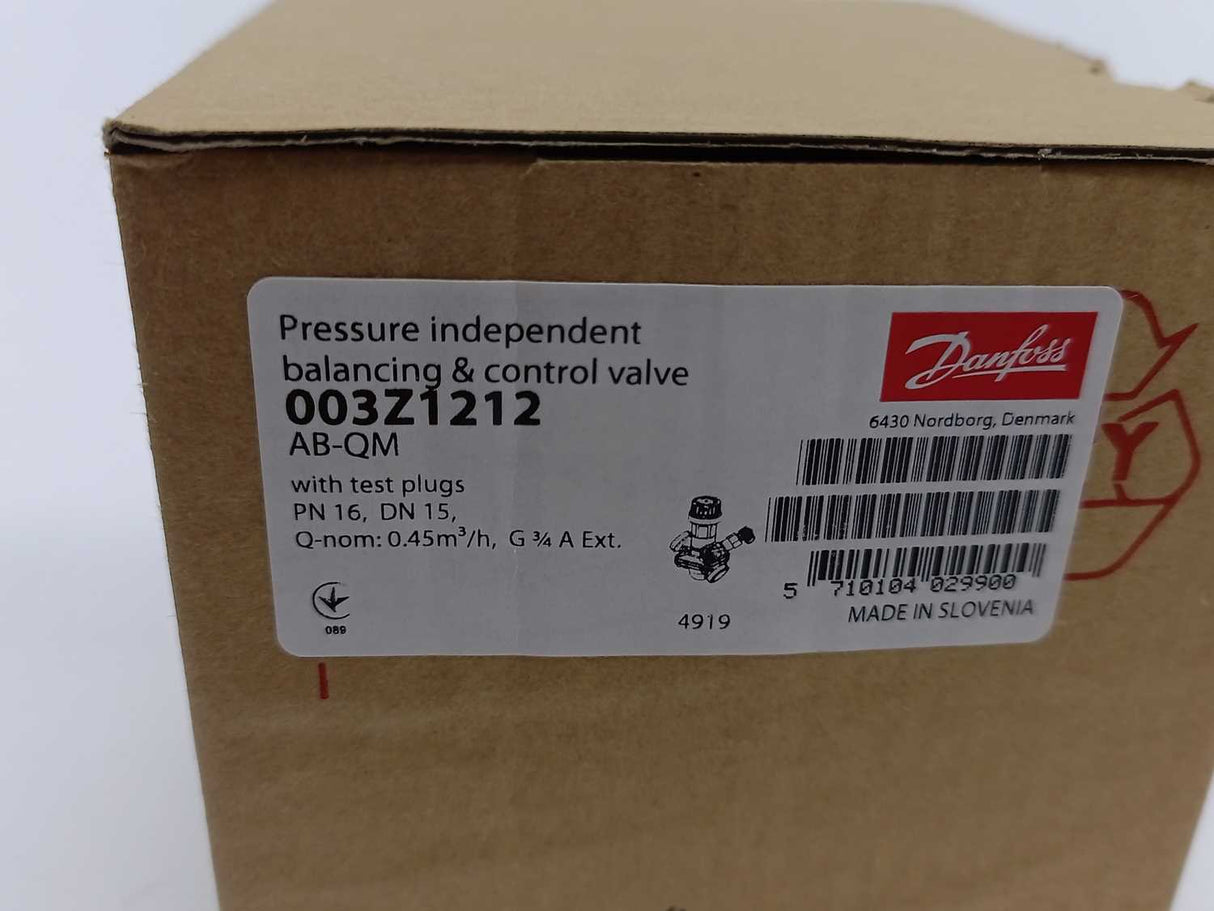 Pressure independent
balancing & control valve
003Z1212
AB-QM
with test plugs
PN 16, DN 15,
Q-nom: 0.45m³/h, G ¾ A Ext.
089
4919
Danfoss
6430 Nordborg, Denmark
5 710104 029900
MADE IN SLOVENIA
Y